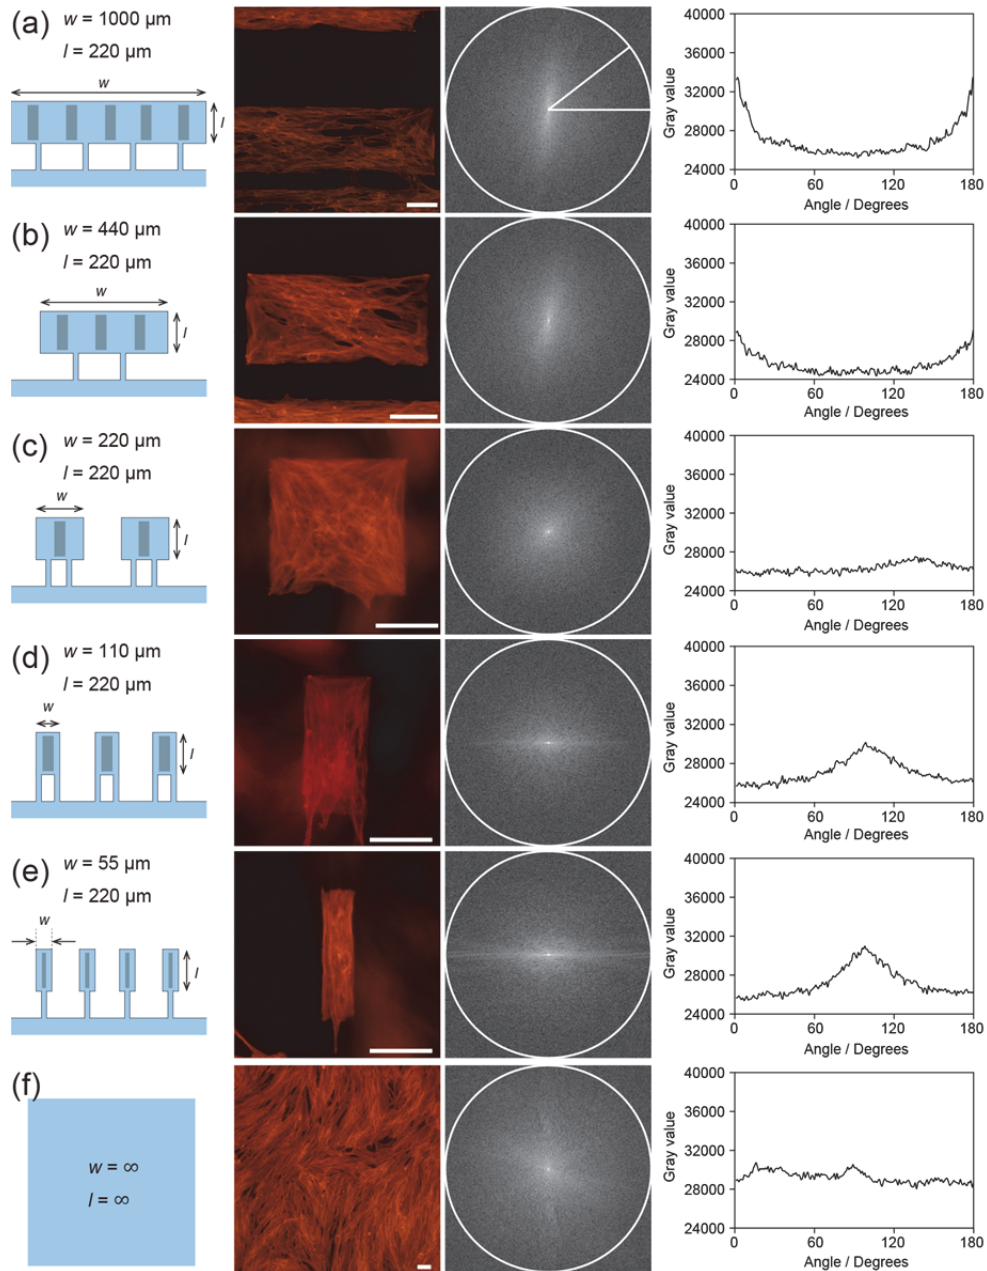 (a) w = 1000 µm
l = 220 µm
w
l
Gray value
40000
36000
32000
28000
24000
0 60 120 180
Angle / Degrees
(b) w = 440 µm
l = 220 µm
w
l
Gray value
40000
36000
32000
28000
24000
0 60 120 180
Angle / Degrees
(c) w = 220 µm
l = 220 µm
w
l
Gray value
40000
36000
32000
28000
24000
0 60 120 180
Angle / Degrees
(d) w = 110 µm
l = 220 µm
w
l
Gray value
40000
36000
32000
28000
24000
0 60 120 180
Angle / Degrees
(e) w = 55 µm
l = 220 µm
w
l
Gray value
40000
36000
32000
28000
24000
0 60 120 180
Angle / Degrees
(f)
w = ∞
l = ∞
Gray value
40000
36000
32000
28000
24000
0 60 120 180
Angle / Degrees